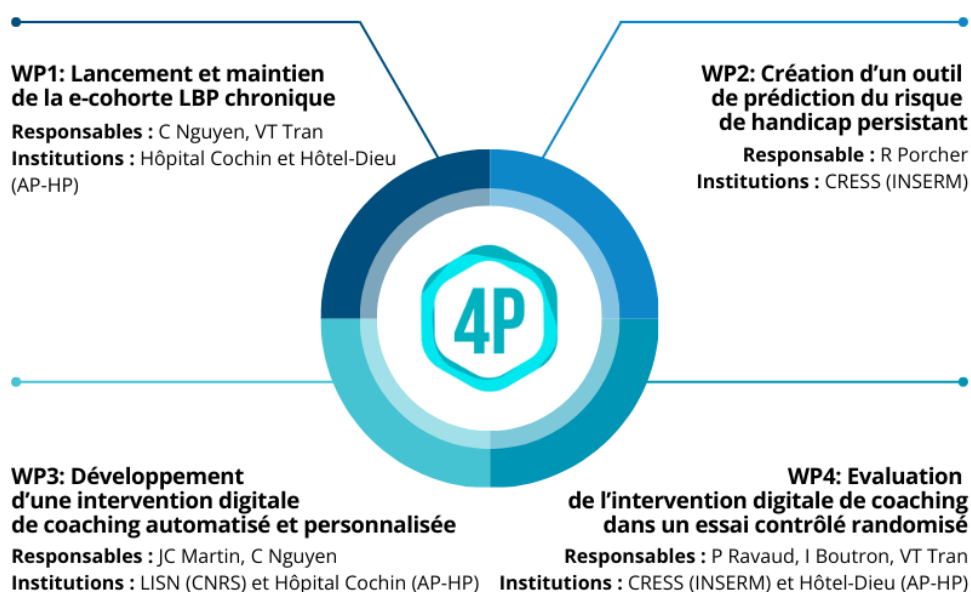 WP1: Lancement et maintien
de la e-cohorte LBP chronique
Responsables : C Nguyen, VT Tran
Institutions : Hôpital Cochin et Hôtel-Dieu
(AP-HP)
WP2: Création d’un outil
de prédiction du risque
de handicap persistant
Responsable : R Porcher
Institutions : CRESS (INSERM)
4P
WP3: Développement
d’une intervention digitale
de coaching automatisé et personnalisée
Responsables : JC Martin, C Nguyen
Institutions : LISN (CNRS) et Hôpital Cochin (AP-HP)
WP4: Evaluation
de l’intervention digitale de coaching
dans un essai contrôlé randomisé
Responsables : P Ravaud, I Boutron, VT Tran
Institutions : CRESS (INSERM) et Hôtel-Dieu (AP-HP)